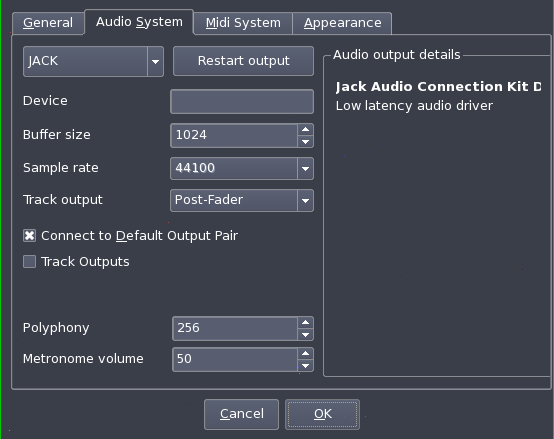 General Audio System Midi System Appearance
JACK Restart output
Device
Buffer size 1024
Sample rate 44100
Track output Post-Fader
Connect to Default Output Pair
Track Outputs
Polyphony 256
Metronome volume 50
Audio output details
Jack Audio Connection Kit D
Low latency audio driver
Cancel OK